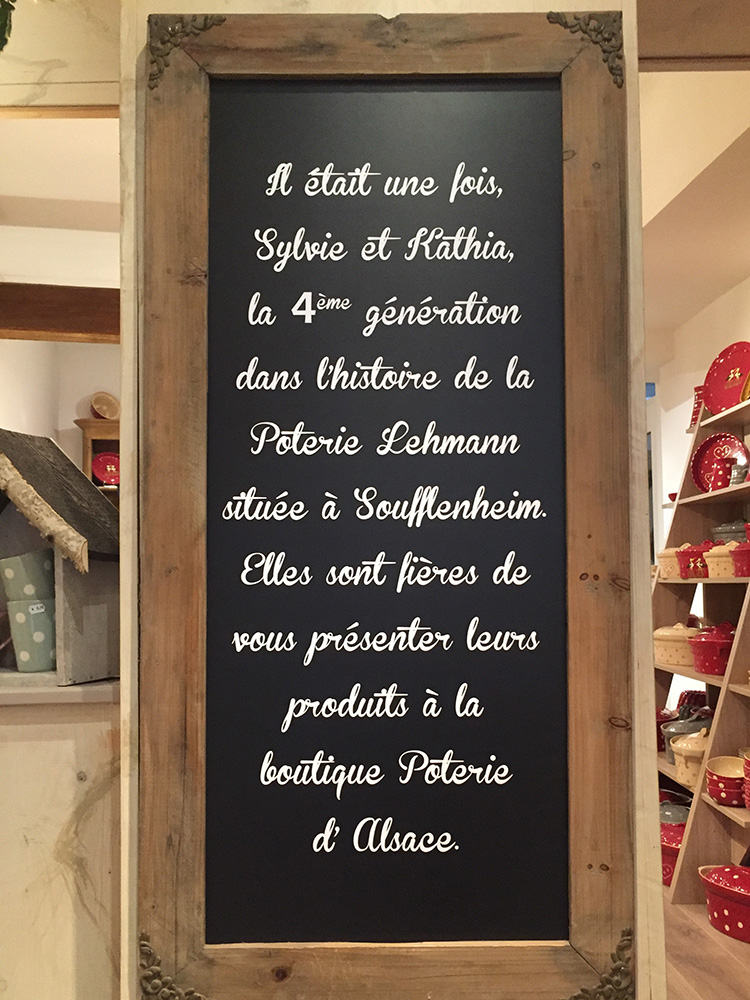 Il était une fois,
Sylvie et Kathia,
la 4ème génération
dans l'histoire de la
Poterie Lehmann
située à Soufflenheim.
Elles sont fières de
vous présenter leurs
produits à la
boutique Poterie
d' Alsace.